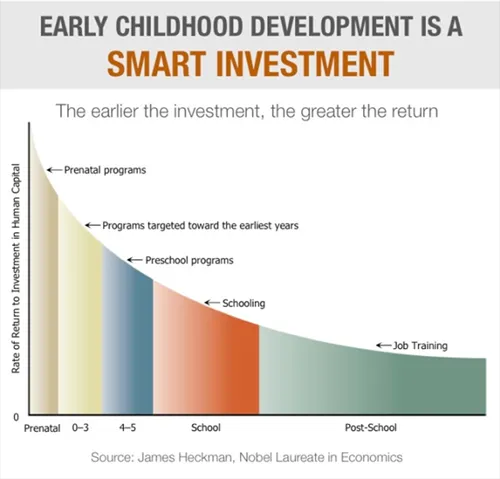 EARLY CHILDHOOD DEVELOPMENT IS A
SMART INVESTMENT
The earlier the investment, the greater the return
Rate of Return to Investment in Human Capital
Prenatal programs
Programs targeted toward the earliest years
Preschool programs
Schooling
Job Training
0
Prenatal 0–3 4–5 School Post-School
Source: James Heckman, Nobel Laureate in Economics